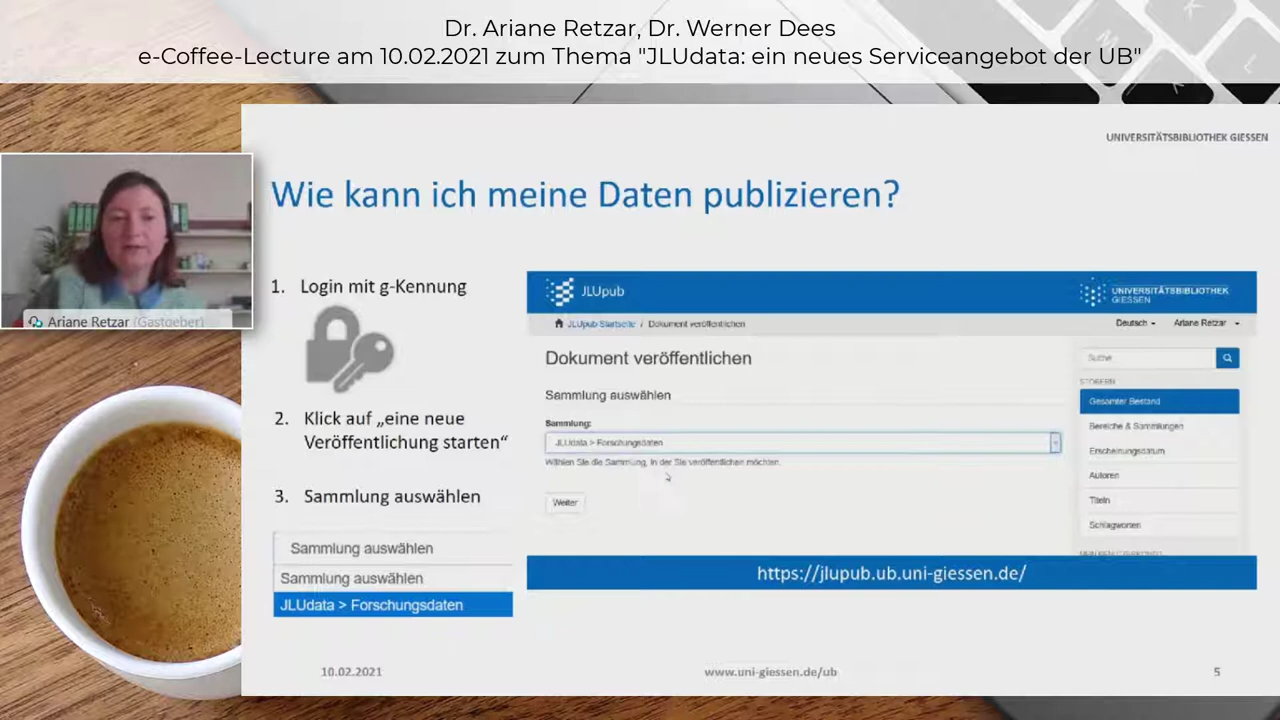 Dr. Ariane Retzar, Dr. Werner Dees
e-Coffee-Lecture am 10.02.2021 zum Thema "JLUdata: ein neues Serviceangebot der UB"
UNIVERSITÄTSBIBLIOTHEK GIESSEN
Wie kann ich meine Daten publizieren?
Ariane Retzar (Gastgeber)
1. Login mit g-Kennung
2. Klick auf „eine neue
Veröffentlichung starten“
3. Sammlung auswählen
Sammlung auswählen
Sammlung auswählen
JLUdata > Forschungsdaten
JLUpub
UNIVERSITÄTSBIBLIOTHEK
GIESSEN
JLUpub Startseite / Dokument veröffentlichen
Deutsch
Ariane Retzar
Dokument veröffentlichen
Sammlung auswählen
Sammlung:
JLUdata > Forschungsdaten
Wählen Sie die Sammlung, in der Sie veröffentlichen möchten.
Weiter
Suche
STÖBERN
Gesamter Bestand
Bereiche & Sammlungen
Erscheinungsdatum
Autoren
Titeln
Schlagworten
https://jlupub.ub.uni-giessen.de/
10.02.2021
www.uni-giessen.de/ub
5